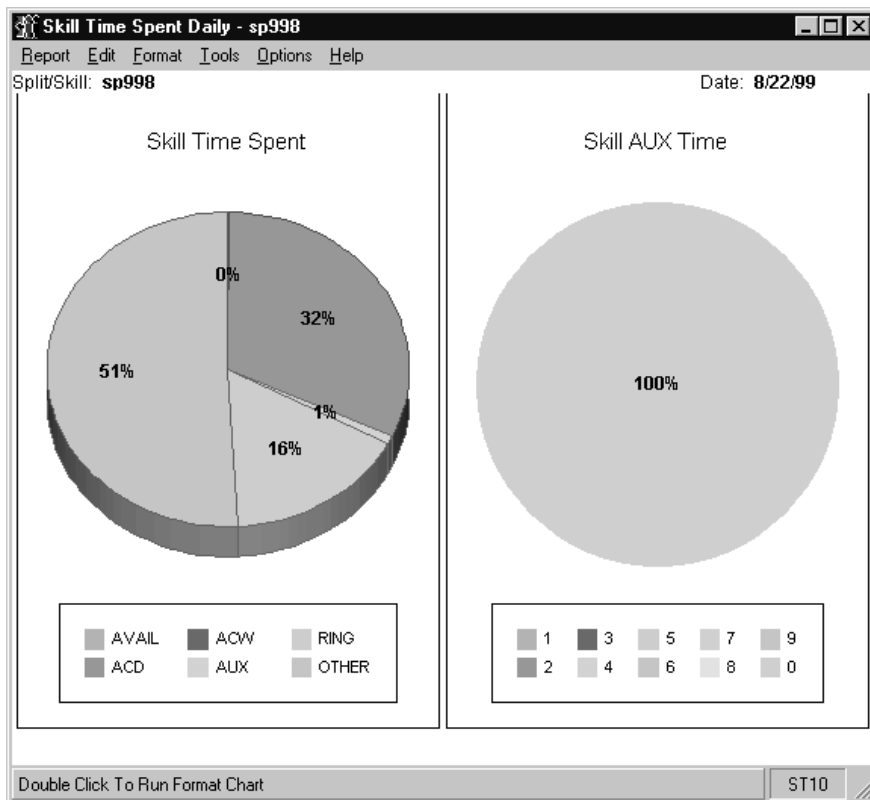 Skill Time Spent Daily - sp998
Report Edit Format Tools Options Help
Split/Skill: sp998
Date: 8/22/99
Skill Time Spent
0%
32%
51%
1%
16%
AVAIL ACW RING
ACD AUX OTHER
Skill AUX Time
100%
1 3 5 7 9
2 4 6 8 0
Double Click To Run Format Chart
ST10